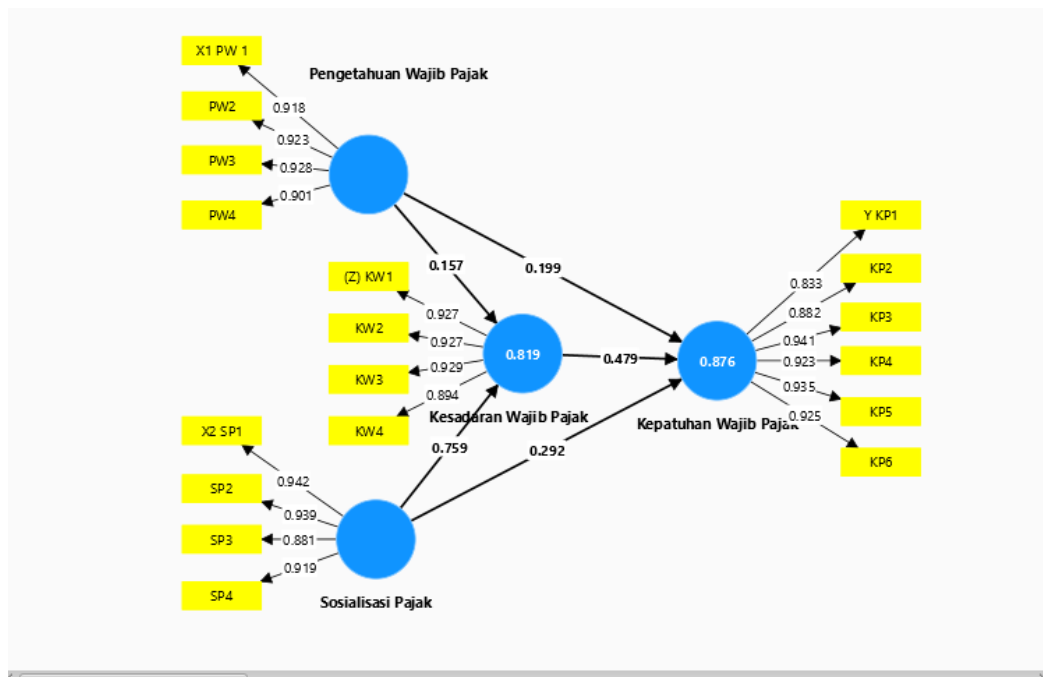 X1 PW 1
Pengetahuan Wajib Pajak
0.918
PW2
0.923
PW3
0.928
0.901
PW4
0.157
0.199
(Z) KW1
0.927
KW2
0.927
0.929
KW3
0.894
KW4
0.819
Kesadaran Wajib Pajak
0.479
0.876
Kepatuhan Wajib Pajak
Y KP1
0.833
KP2
0.882
KP3
0.941
KP4
0.923
0.935
KP5
0.925
KP6
X2 SP1
0.759
0.292
0.942
SP2
0.939
SP3
0.881
0.919
SP4
Sosialisasi Pajak